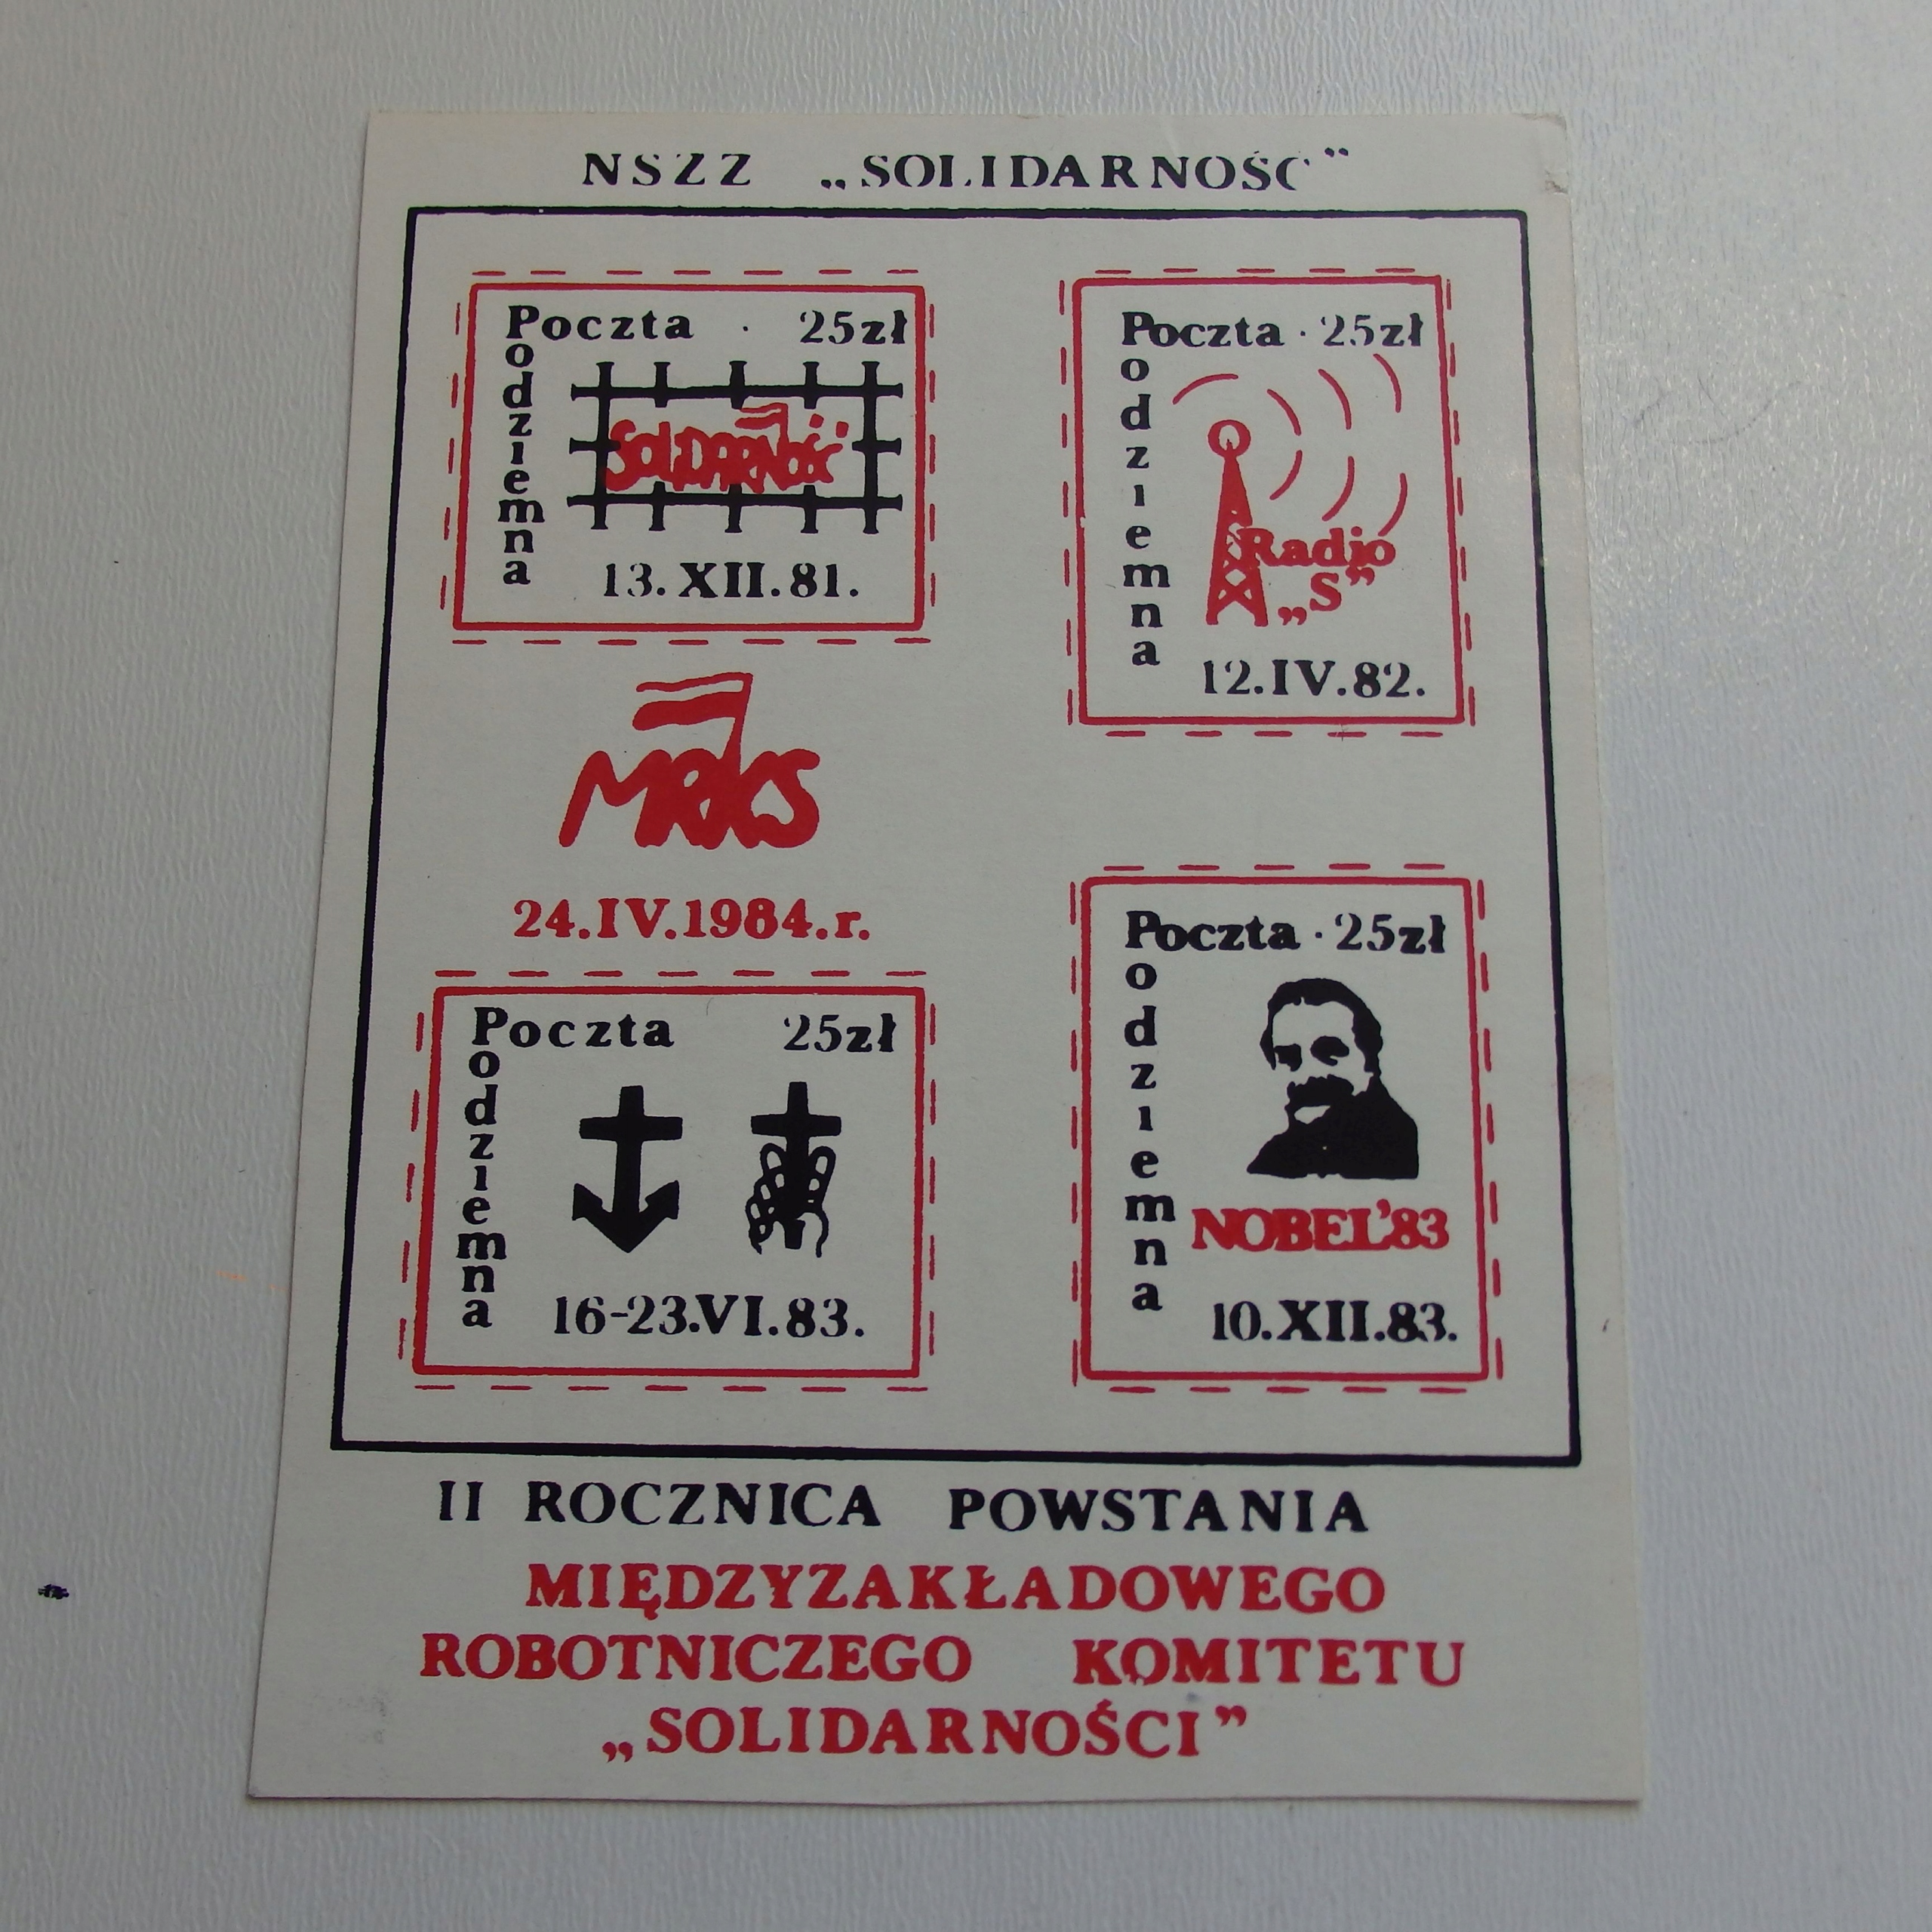 NSZZ „SOLIDARNOŚĆ”
Poczta · 25zł
Podziemna
SOLIDARNOŚĆ
13.XII.81.
Poczta · 25zł
Podziemna
Radio
„S”
12.IV.82.
MRKS
24.IV.1984.r.
Poczta 25zł
Podziemna
16-23.VI.83.
Poczta · 25zł
Podziemna
NOBEL'83
10.XII.83.
II ROCZNICA POWSTANIA
MIĘDZYZAKŁADOWEGO
ROBOTNICZEGO KOMITETU
„SOLIDARNOŚCI”